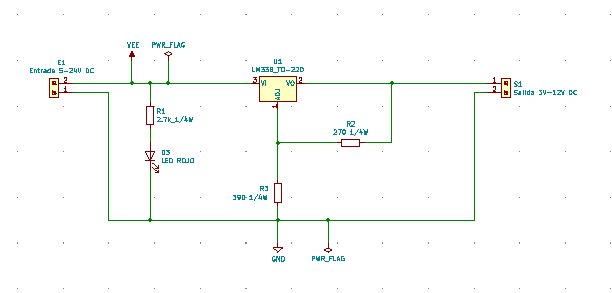 VEE
PWR_FLAG
E1
Entrada 5-24V DC
2
1
U1
LM338_TO-220
3
VI
VO
2
ADJ
1
1
2
S1
Salida 3V-12V DC
R1
2.7k_1/4W
R2
270 1/4W
D3
LED ROJO
R3
390-1/4W
GND
PWR_FLAG